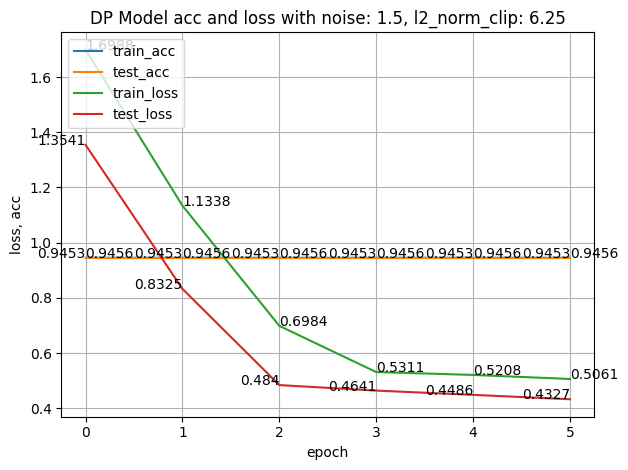 DP Model acc and loss with noise: 1.5, l2_norm_clip: 6.25
train_acc
test_acc
train_loss
test_loss
loss, acc
1.6
1.4
1.2
1.0
0.8
0.6
0.4
1.6988
1.3541
1.1338
0.9453 0.9456 0.9453 0.9456 0.9453 0.9456 0.9453 0.9456 0.9453 0.9456 0.9453 0.9456
0.8325
0.6984
0.484
0.5311
0.4641
0.5208
0.4486
0.5061
0.4327
0 1 2 3 4 5
epoch